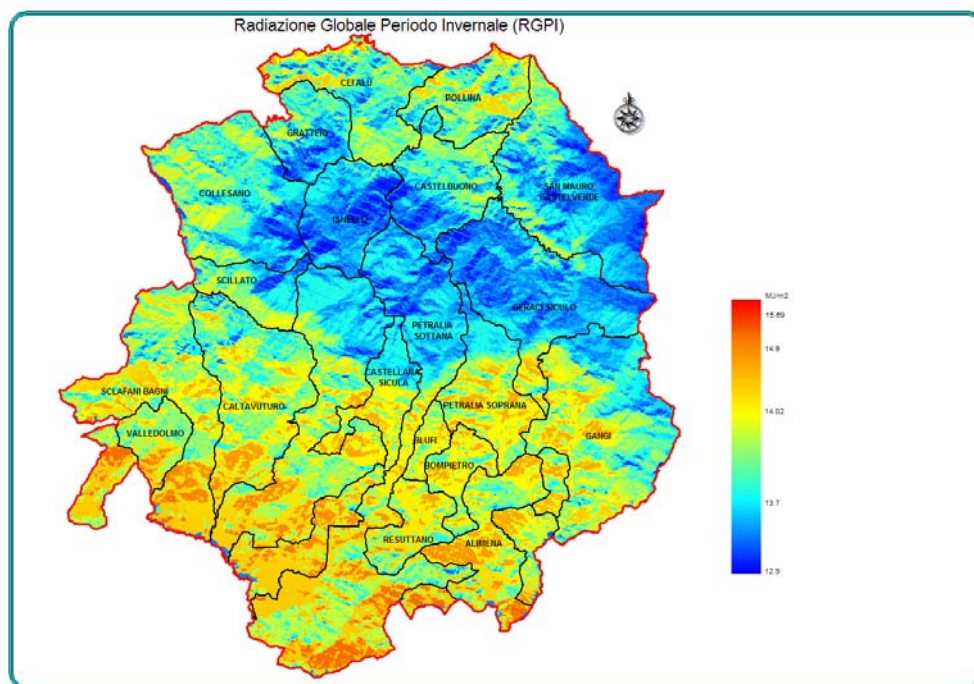 Radiazione Globale Periodo Invernale (RGPI)
CEFALÙ
POLLINA
GRATTEIO
COLLESANO
CASTELBUONO
SAN MAURO
CASTELVERDE
ISNELLO
SCILLATO
GERACI SICULO
PETRALIA
SOTTANA
CASTELLANA
SICULA
SCLAFANI BAGNI
CALTAVUTURO
PETRALIA SOPRANA
VALLEDOLMO
BLUFI
GANGI
BOMPIETRO
RESUTTANO
ALIMENA
MJ/m2
15.69
14.9
14.02
13.7
12.9